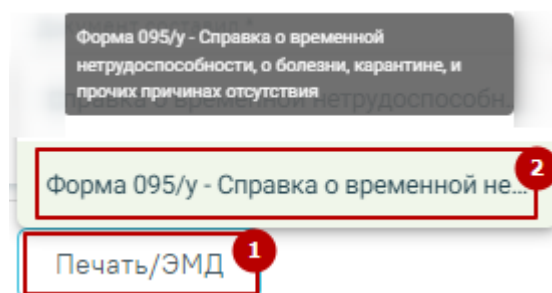 Форма 095/у - Справка о временной
нетрудоспособности, о болезни, карантине, и
прочих причинах отсутствия
Форма 095/у - Справка о временной не...
2
Печать/ЭМД
1